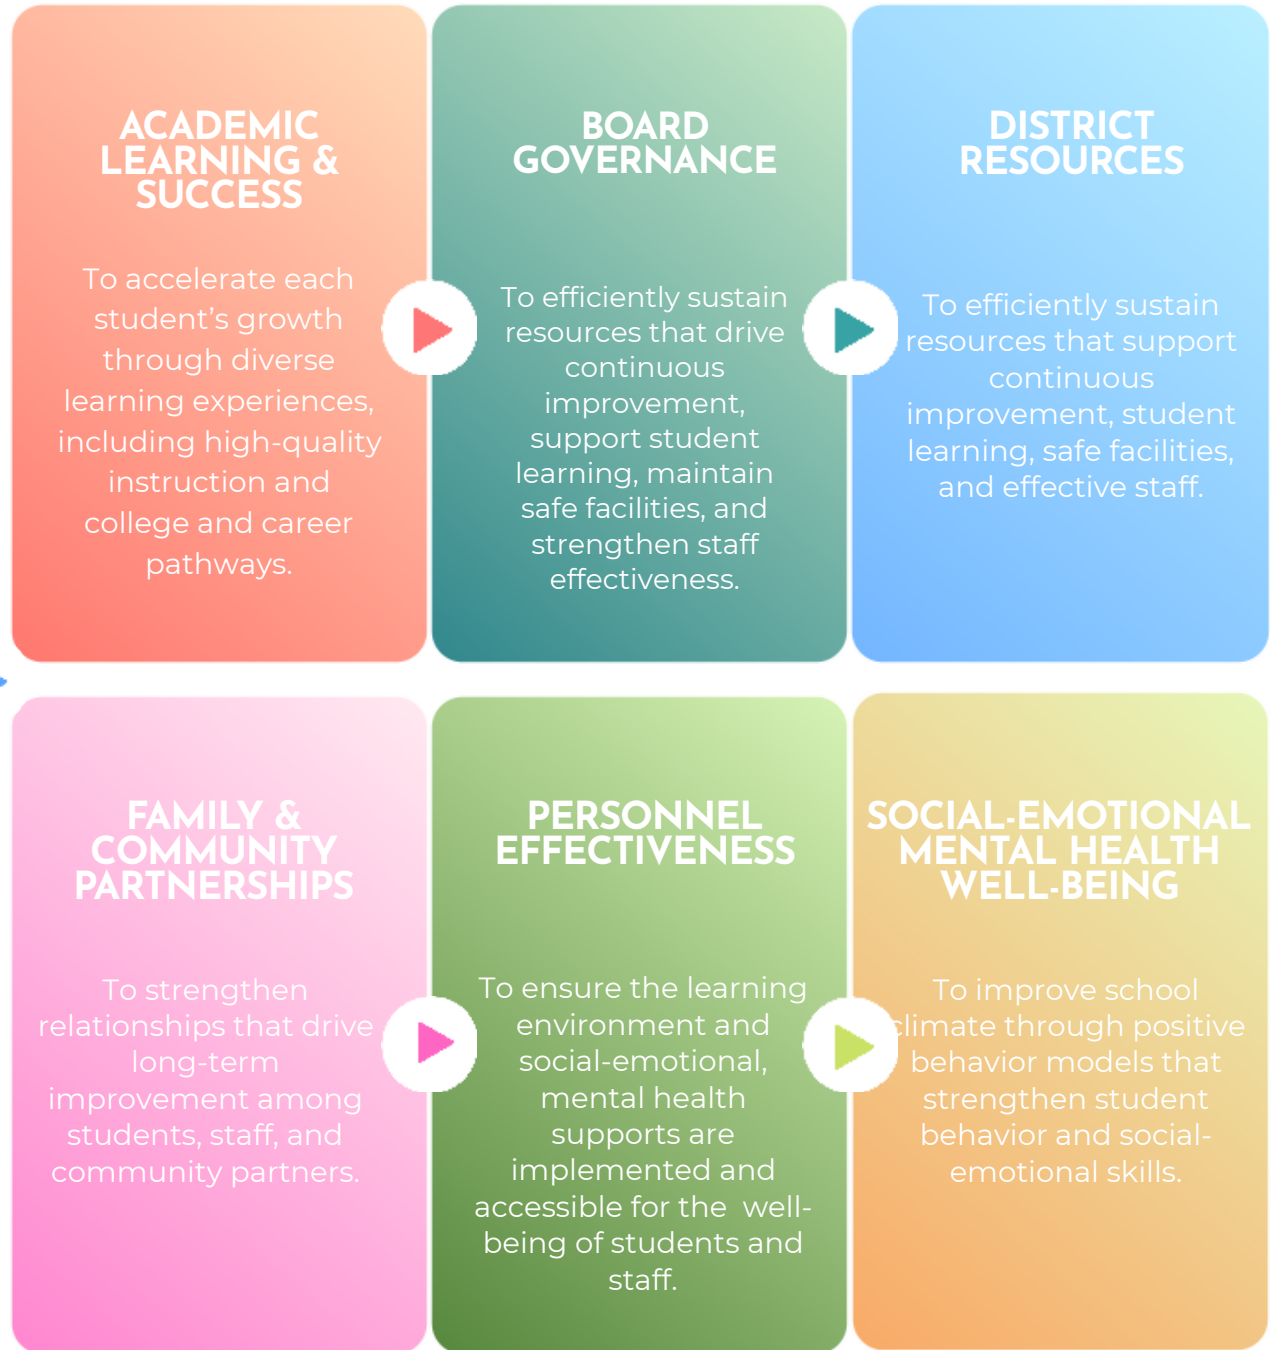 ACADEMIC
LEARNING &
SUCCESS
To accelerate each
student’s growth
through diverse
learning experiences,
including high-quality
instruction and
college and career
pathways.
BOARD
GOVERNANCE
To efficiently sustain
resources that drive
continuous
improvement,
support student
learning, maintain
safe facilities, and
strengthen staff
effectiveness.
DISTRICT
RESOURCES
To efficiently sustain
resources that support
continuous
improvement, student
learning, safe facilities,
and effective staff.
FAMILY &
COMMUNITY
PARTNERSHIPS
To strengthen
relationships that drive
long-term
improvement among
students, staff, and
community partners.
PERSONNEL
EFFECTIVENESS
To ensure the learning
environment and
social-emotional,
mental health
supports are
implemented and
accessible for the  well-
being of students and
staff.
SOCIAL-EMOTIONAL
MENTAL HEALTH
WELL-BEING
To improve school
climate through positive
behavior models that
strengthen student
behavior and social-
emotional skills.